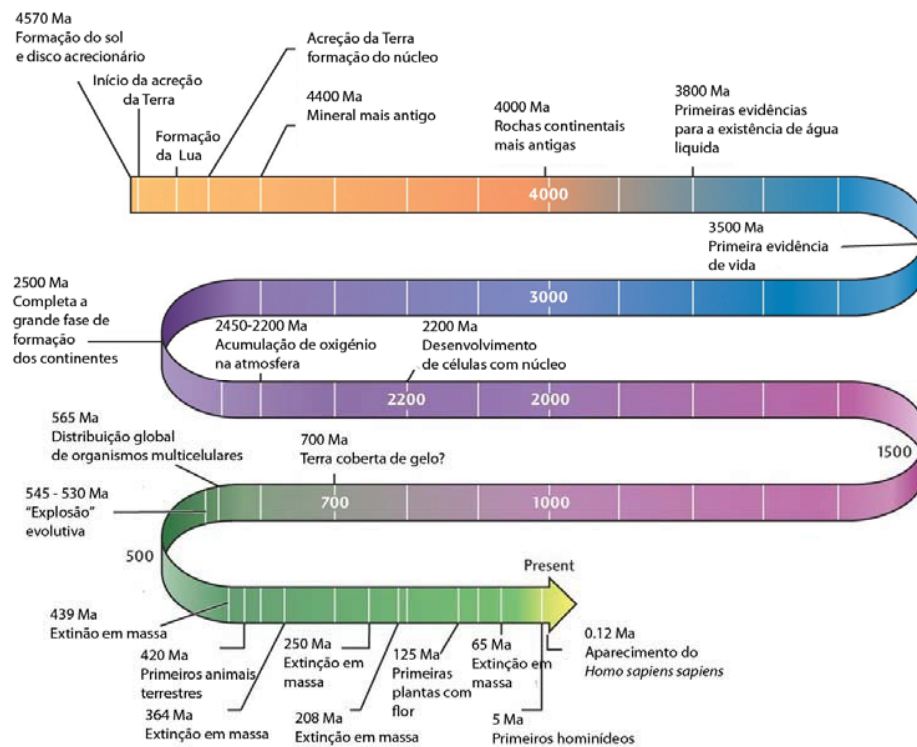 4570 Ma
Formação do sol
e disco acrecionário
Início da acreção
da Terra
Formação
da Lua
Acreção da Terra
formação do núcleo
4400 Ma
Mineral mais antigo
4000 Ma
Rochas continentais
mais antigas
3800 Ma
Primeiras evidências
para a existência de água
liquida
4000
3500 Ma
Primeira evidência
de vida
3000
2500 Ma
Completa a
grande fase de
formação
dos continentes
2450-2200 Ma
Acumulação de oxigénio
na atmosfera
2200 Ma
Desenvolvimento
de células com núcleo
2200
2000
1500
565 Ma
Distribuição global
de organismos multicelulares
700 Ma
Terra coberta de gelo?
545 - 530 Ma
“Explosão”
evolutiva
700
1000
500
Present
439 Ma
Extinão em massa
420 Ma
Primeiros animais
terrestres
364 Ma
Extinção em massa
250 Ma
Extinção em
massa
208 Ma
Extinção em massa
125 Ma
Primeiras
plantas com
flor
65 Ma
Extinção em
massa
5 Ma
Primeiros hominídeos
0.12 Ma
Aparecimento do
Homo sapiens sapiens